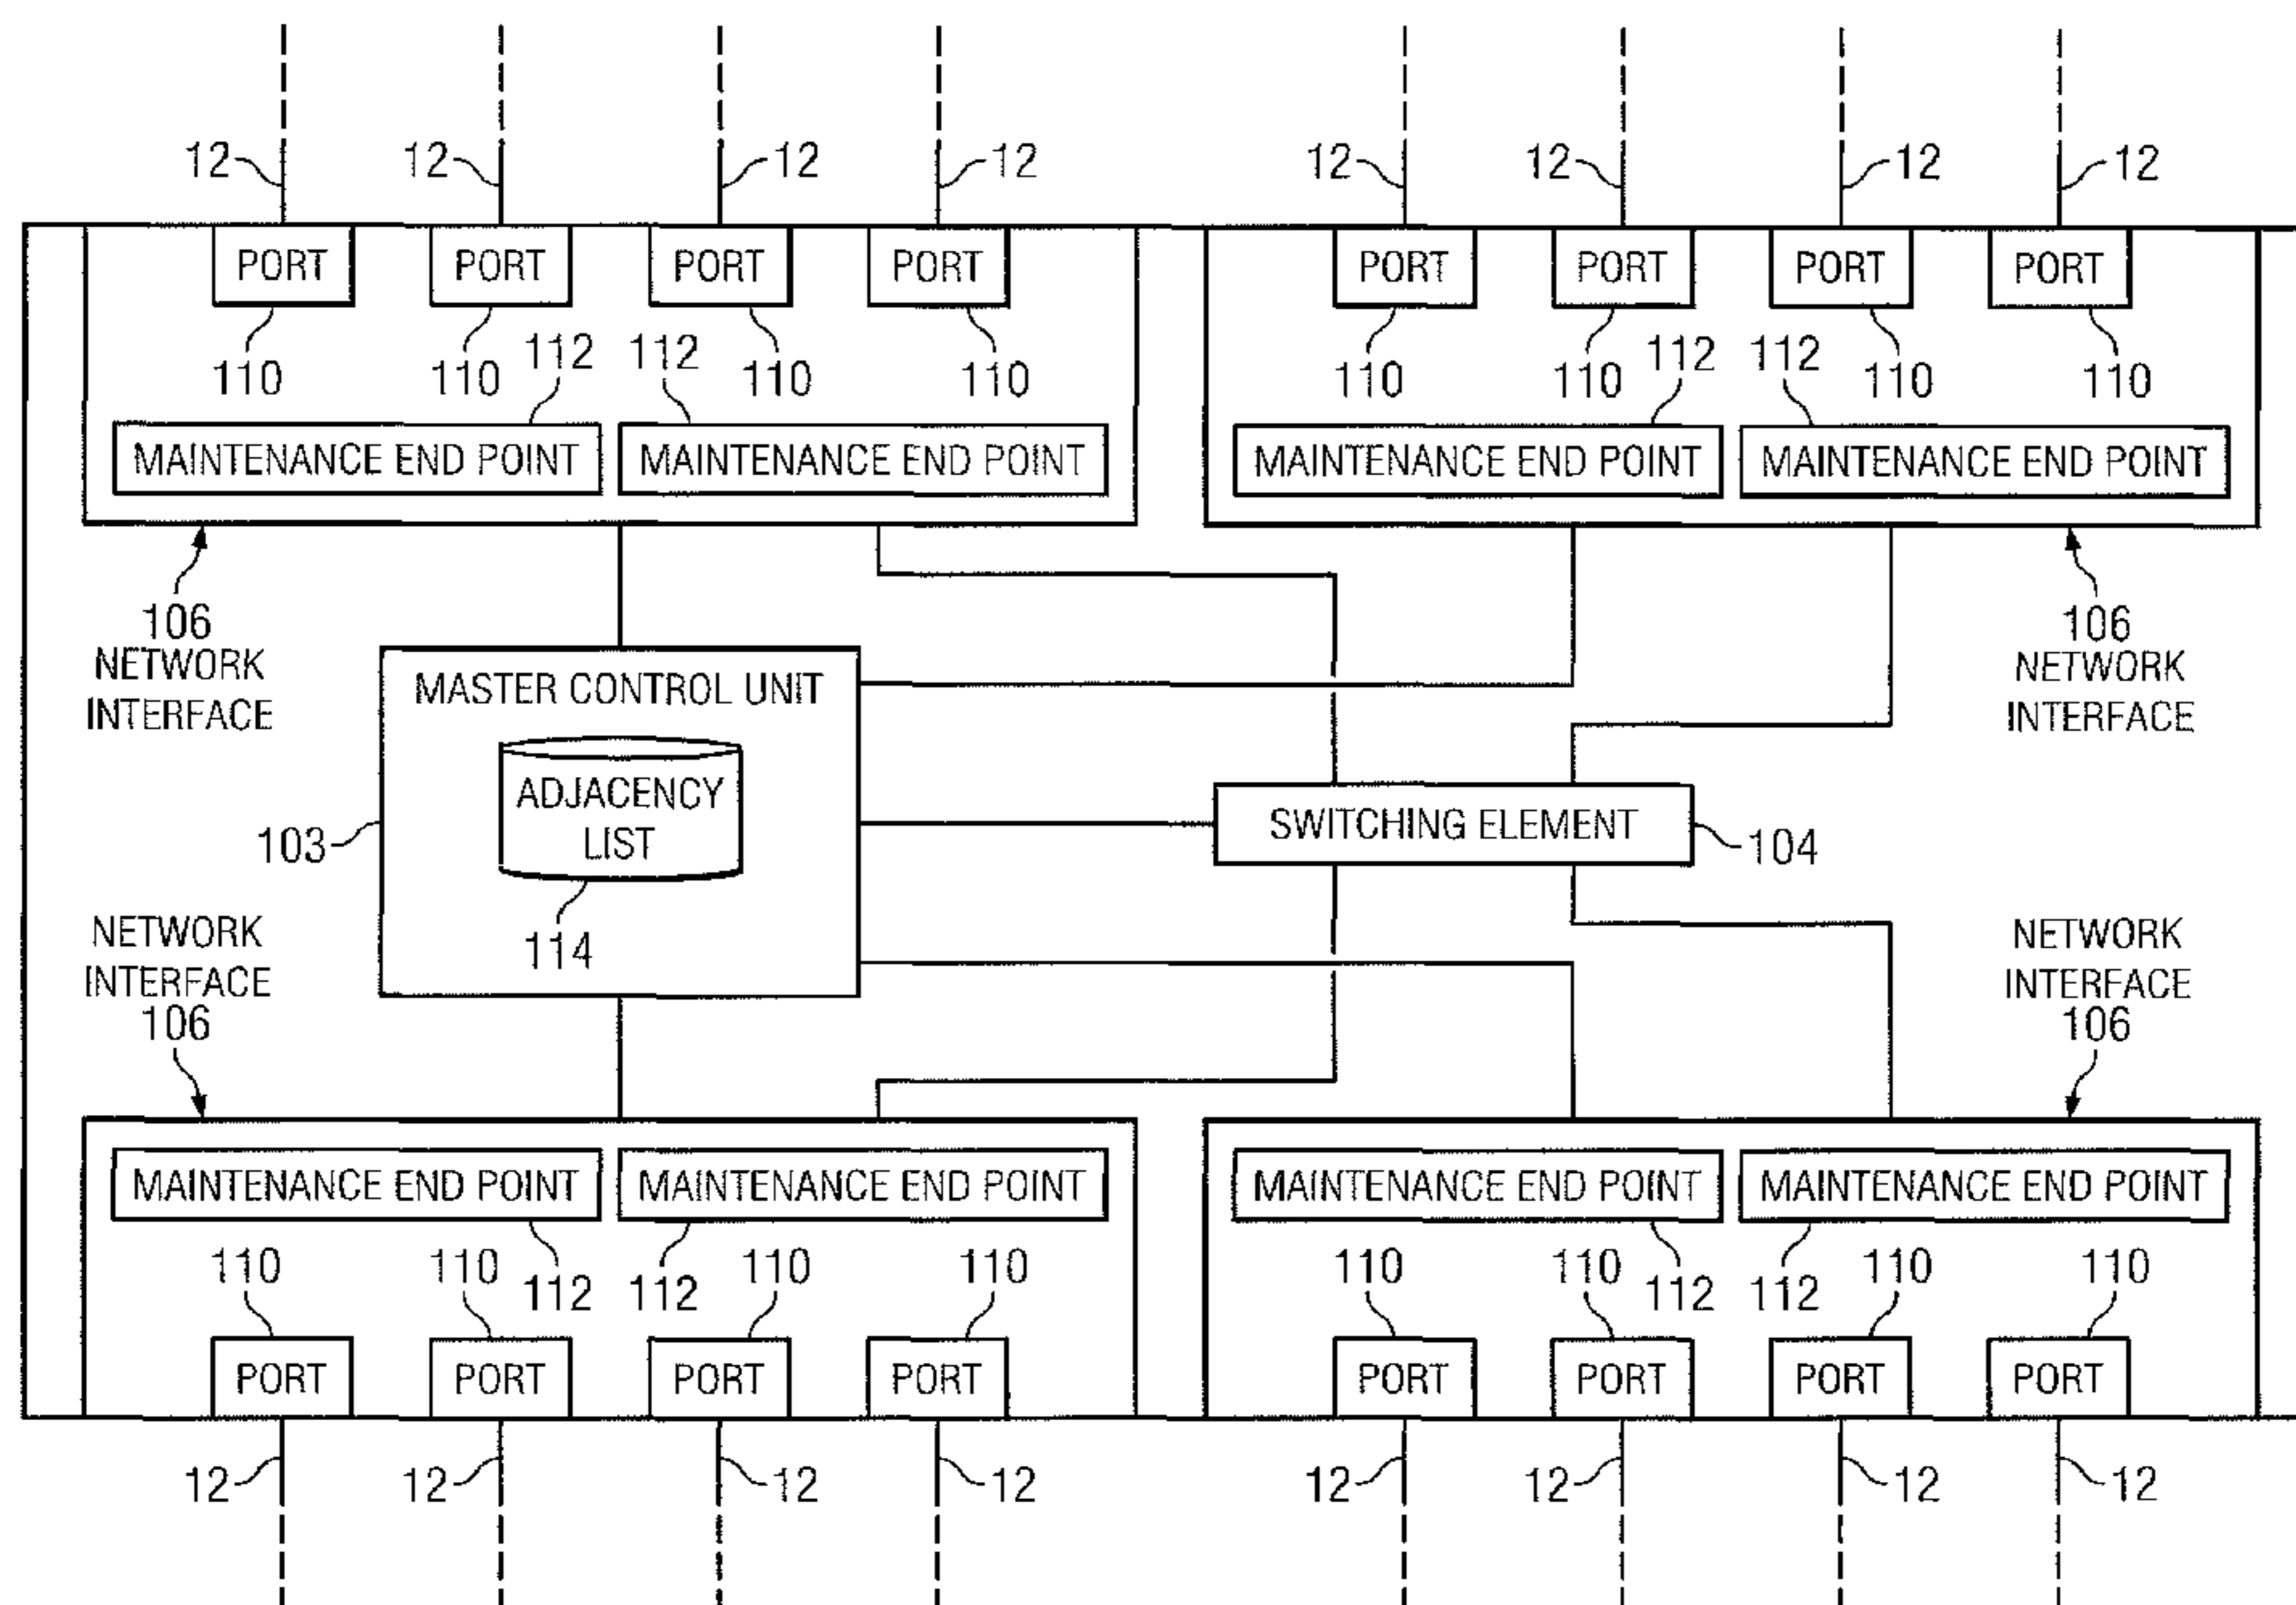 12 12 12 12 12 12 12 12
PORT PORT PORT PORT PORT PORT PORT PORT
112 112 112 112
110 110 110 110 110 110 110 110
MAINTENANCE END POINT MAINTENANCE END POINT MAINTENANCE END POINT MAINTENANCE END POINT
106 106
NETWORK NETWORK
INTERFACE INTERFACE
MASTER CONTROL UNIT
ADJACENCY
LIST
103
SWITCHING ELEMENT
104
114
NETWORK NETWORK
INTERFACE INTERFACE
106 106
MAINTENANCE END POINT MAINTENANCE END POINT MAINTENANCE END POINT MAINTENANCE END POINT
110 110 110 110 110 110 110 110
112 112 112 112
PORT PORT PORT PORT PORT PORT PORT PORT
12 12 12 12 12 12 12 12